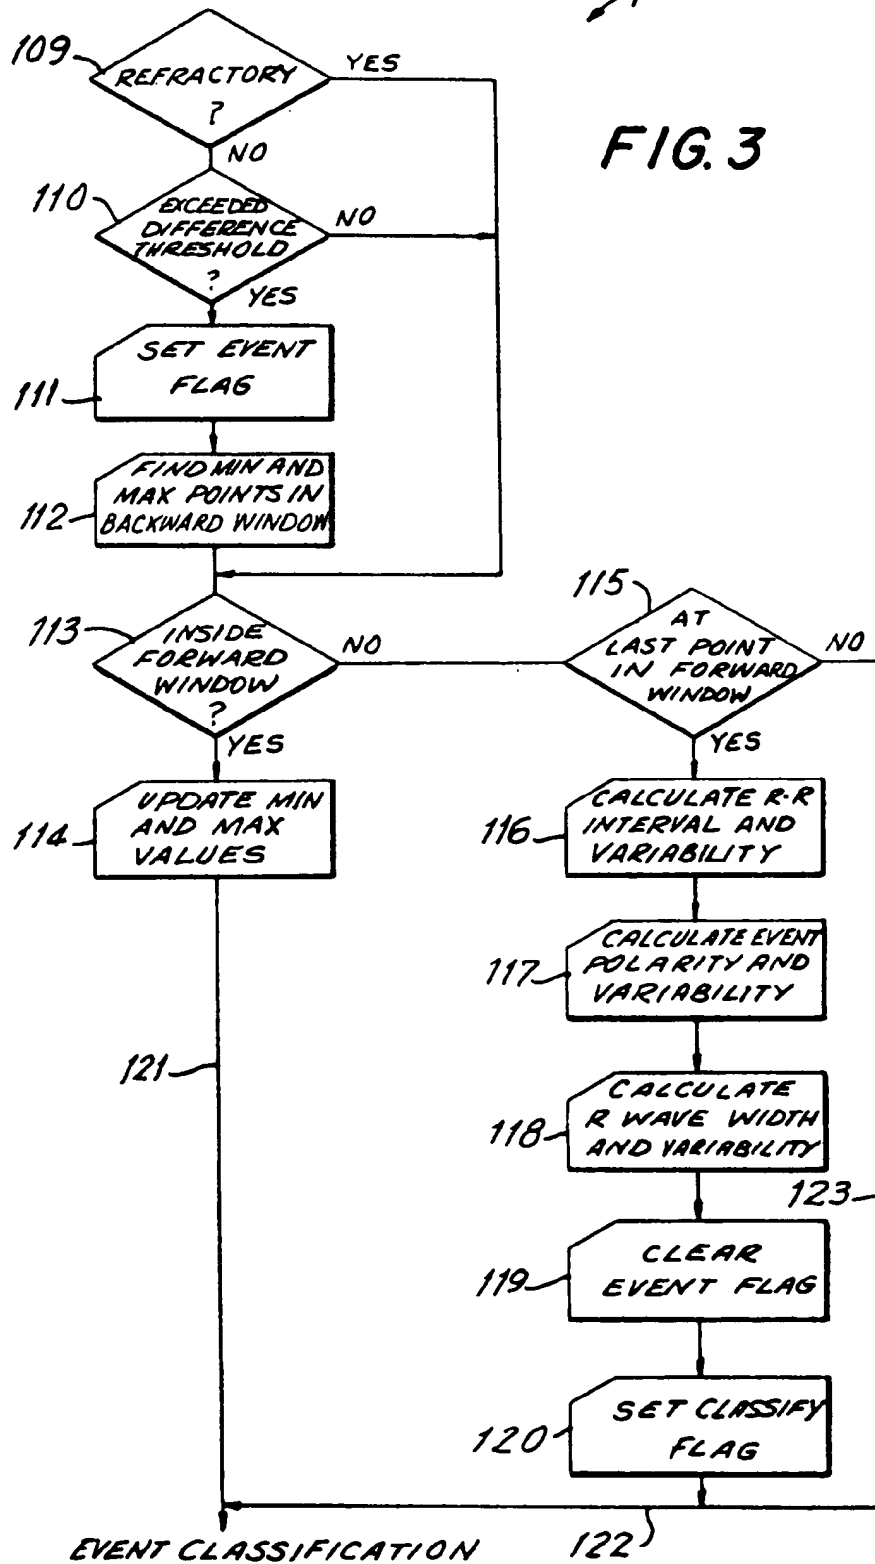 109
REFRACTORY
?
YES
NO
FIG. 3
110
EXCEEDED
DIFFERENCE
THRESHOLD
?
NO
YES
111
SET EVENT
FLAG
112
FIND MIN AND
MAX POINTS IN
BACKWARD WINDOW
113
INSIDE
FORWARD
WINDOW
?
NO
YES
114
UPDATE MIN
AND MAX
VALUES
115
AT
LAST POINT
IN FORWARD
WINDOW
NO
YES
116
CALCULATE R-R
INTERVAL AND
VARIABILITY
117
CALCULATE EVENT
POLARITY AND
VARIABILITY
118
CALCULATE
R WAVE WIDTH
AND VARIABILITY
119
CLEAR
EVENT FLAG
120
SET CLASSIFY
FLAG
121
123
122
EVENT CLASSIFICATION